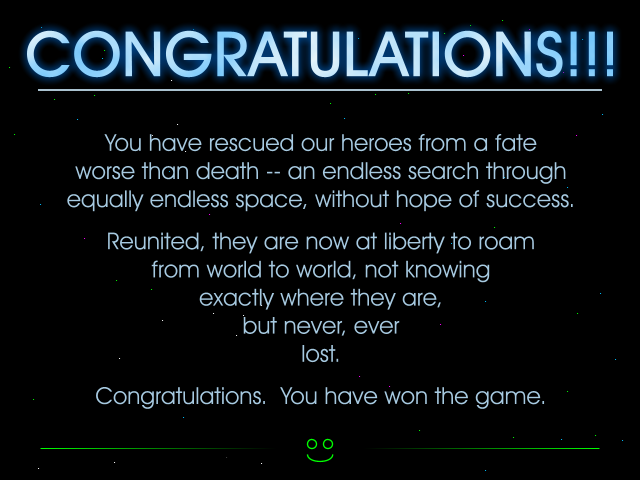 CONGRATULATIONS!!!
You have rescued our heroes from a fate
worse than death -- an endless search through
equally endless space, without hope of success.
Reunited, they are now at liberty to roam
from world to world, not knowing
exactly where they are,
but never, ever
lost.
Congratulations.  You have won the game.